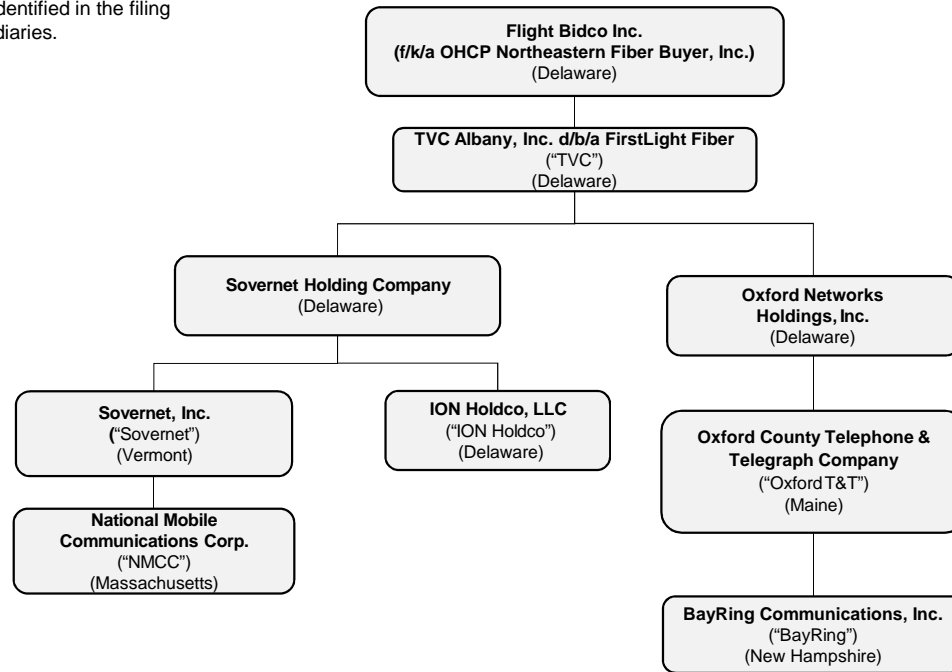 dentified in the filing
diaries.
Flight Bidco Inc.
(f/k/a OHCP Northeastern Fiber Buyer, Inc.)
(Delaware)
TVC Albany, Inc. d/b/a FirstLight Fiber
(“TVC”)
(Delaware)
Sovernet Holding Company
(Delaware)
Oxford Networks
Holdings, Inc.
(Delaware)
Sovernet, Inc.
(“Sovernet”)
(Vermont)
ION Holdco, LLC
(“ION Holdco”)
(Delaware)
Oxford County Telephone &
Telegraph Company
(“Oxford T&T”)
(Maine)
National Mobile
Communications Corp.
(“NMCC”)
(Massachusetts)
BayRing Communications, Inc.
(“BayRing”)
(New Hampshire)